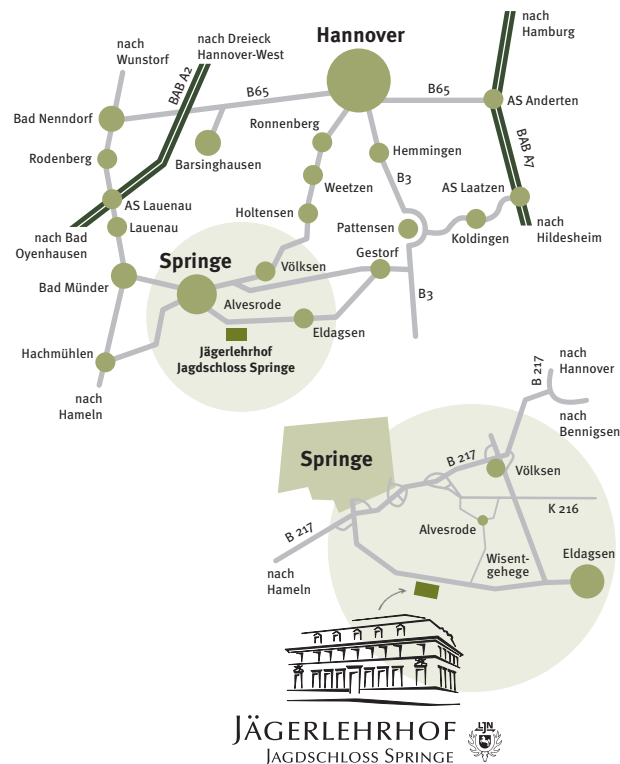 nach
Hamburg
Hannover
nach Dreieck
Hannover-West
nach
Wunstorf
BAB A2
B65
B65
AS Anderten
Bad Nenndorf
Ronnenberg
BAB A7
Hemmingen
Rodenberg
Barsinghausen
B3
Weetzen
AS Laatzen
AS Lauenau
Holtensen
Lauenau
Pattensen
Koldingen
nach
Hildesheim
nach Bad
Oyenhausen
Springe
Gestorf
Völksen
Bad Münder
B3
Alvesrode
Eldagsen
Hachmühlen
Jägerlehrhof
Jagdschloss Springe
nach
Hameln
nach
Hannover
B 217
nach
Bennigsen
Springe
B 217
Völksen
K 216
B 217
Alvesrode
Eldagsen
Wisent-
gehege
nach
Hameln
JÄGERLEHRHOF
JAGDSCHLOSS SPRINGE
LJN